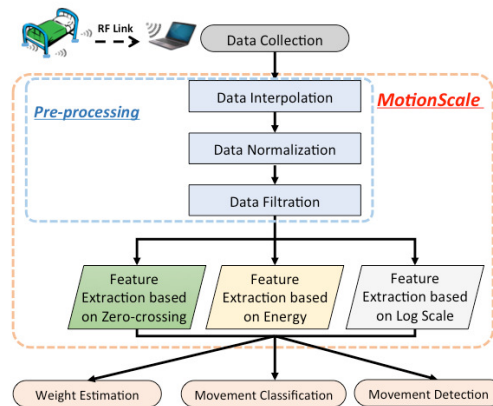 RF Link
Data Collection
Pre-processing
Data Interpolation
MotionScale
Data Normalization
Data Filtration
Feature
Extraction based
on Zero-crossing
Feature
Extraction based
on Energy
Feature
Extraction based
on Log Scale
Weight Estimation
Movement Classification
Movement Detection